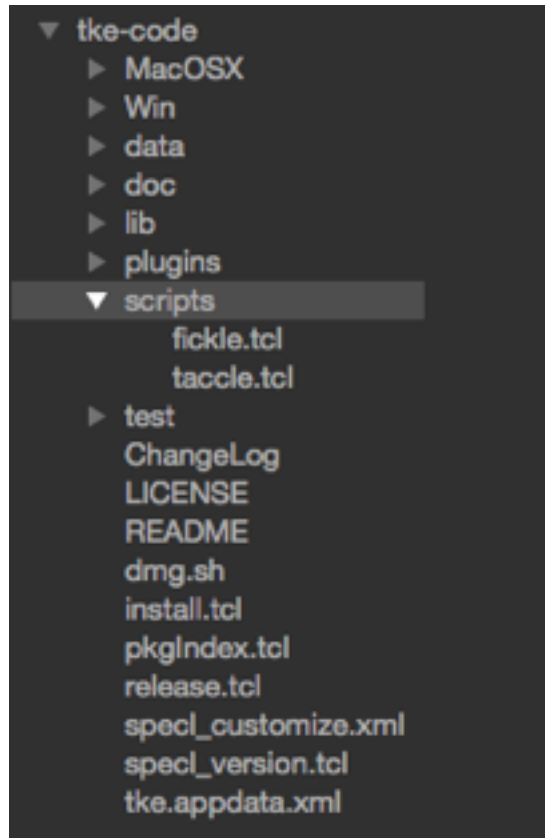 tke-code
MacOSX
Win
data
doc
lib
plugins
scripts
fickle.tcl
taccle.tcl
test
ChangeLog
LICENSE
README
dmg.sh
install.tcl
pkgIndex.tcl
release.tcl
specl_customize.xml
specl_version.tcl
tke.appdata.xml